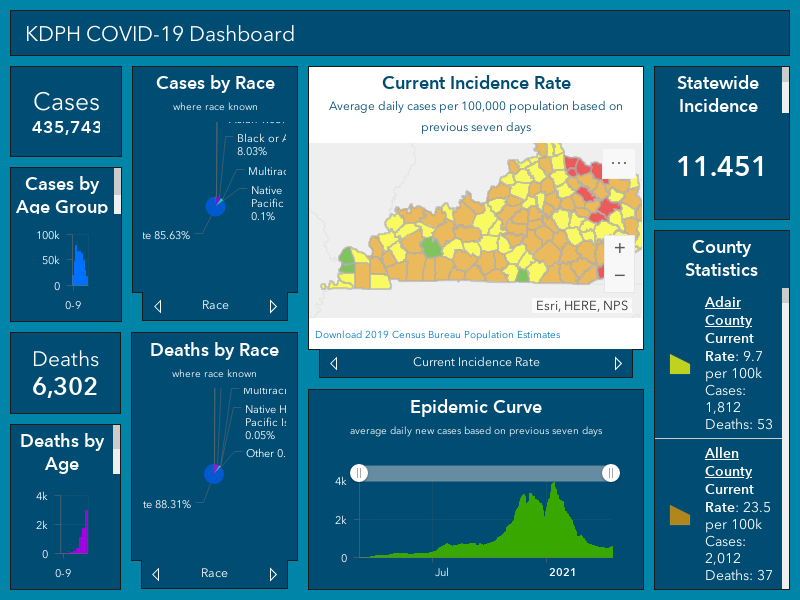 KDPH COVID-19 Dashboard
Cases
435,743
Cases by
Age Group
100k
50k
0
0-9
Deaths
6,302
Deaths by
Age
4k
2k
0
0-9
Cases by Race
where race known
Black or A
8.03%
Multirac
Native
Pacific
0.1%
te 85.63%
Race
Deaths by Race
where race known
Multirac
Native H
Pacific Is
0.05%
Other 0.
te 88.31%
Race
Current Incidence Rate
Average daily cases per 100,000 population based on
previous seven days
...
+
−
Esri, HERE, NPS
Download 2019 Census Bureau Population Estimates
Current Incidence Rate
Epidemic Curve
average daily new cases based on previous seven days
4k
2k
0
Jul
2021
Statewide
Incidence
11.451
County
Statistics
Adair
County
Current
Rate: 9.7
per 100k
Cases:
1,812
Deaths: 53
Allen
County
Current
Rate: 23.5
per 100k
Cases:
2,012
Deaths: 37